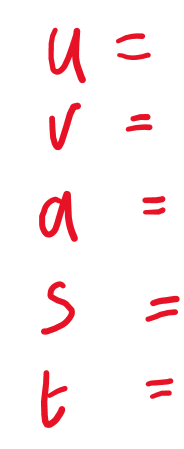 u =
v =
a =
s =
t =